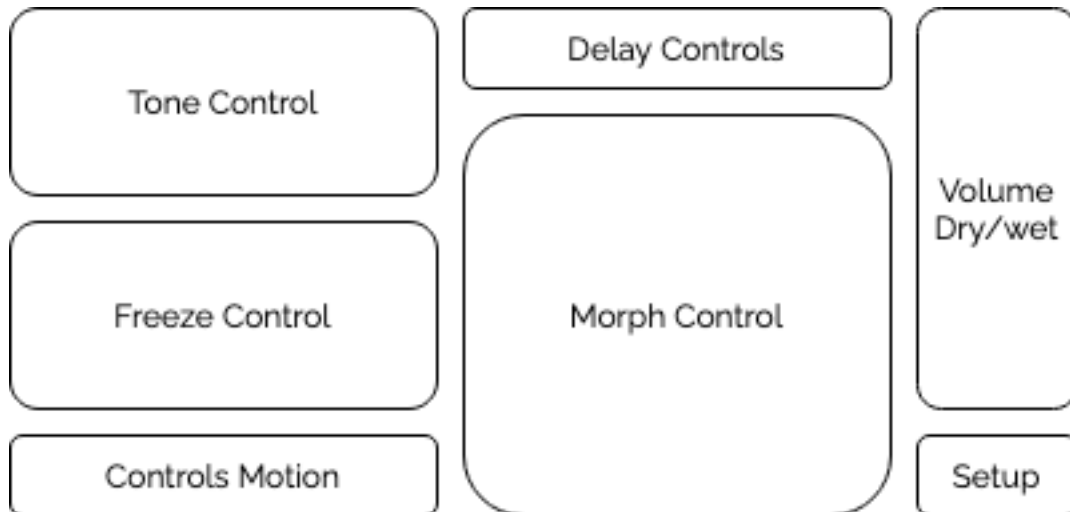 Tone Control
Delay Controls
Volume
Dry/wet
Freeze Control
Morph Control
Controls Motion
Setup